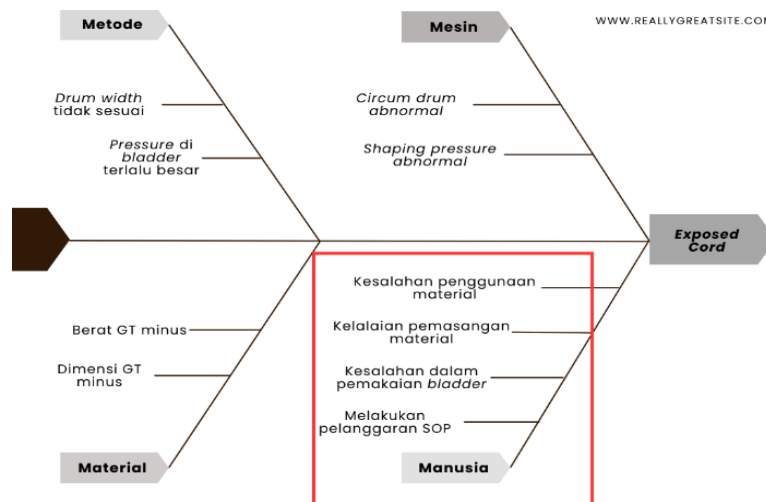 Metode
Mesin
WWW.REALLYGREATSITE.COM
Drum width
tidak sesuai
Pressure di
bladder
terlalu besar
Circum drum
abnormal
Shaping pressure
abnormal
Exposed
Cord
Kesalahan penggunaan
material
Kelalaian pemasangan
material
Kesalahan dalam
pemakaian bladder
Melakukan
pelanggaran SOP
Berat GT minus
Dimensi GT
minus
Material
Manusia